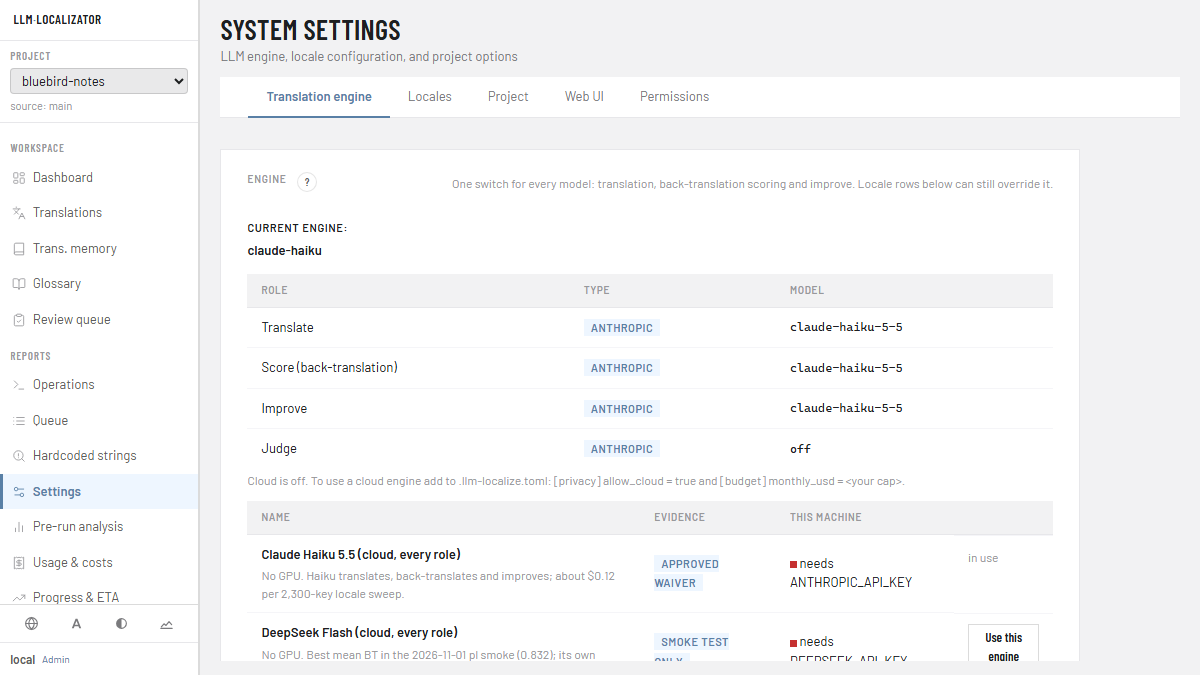 LLM·LOCALIZATOR
PROJECT
bluebird-notes
source: main
WORKSPACE
Dashboard
Translations
Trans. memory
Glossary
Review queue
REPORTS
Operations
Queue
Hardcoded strings
Settings
Pre-run analysis
Usage & costs
Progress & ETA
A
local Admin
SYSTEM SETTINGS
LLM engine, locale configuration, and project options
Translation engine Locales Project Web UI Permissions
ENGINE ? One switch for every model: translation, back-translation scoring and improve. Locale rows below can still override it.
CURRENT ENGINE:
claude-haiku
ROLE TYPE MODEL
Translate ANTHROPIC claude-haiku-5-5
Score (back-translation) ANTHROPIC claude-haiku-5-5
Improve ANTHROPIC claude-haiku-5-5
Judge ANTHROPIC off
Cloud is off. To use a cloud engine add to .llm-localize.toml: [privacy] allow_cloud = true and [budget] monthly_usd = <your cap>.
NAME EVIDENCE THIS MACHINE
Claude Haiku 5.5 (cloud, every role)
No GPU. Haiku translates, back-translates and improves; about $0.12
per 2,300-key locale sweep.
APPROVED
WAIVER
needs
ANTHROPIC_API_KEY
in use
DeepSeek Flash (cloud, every role)
No GPU. Best mean BT in the 2026-11-01 pl smoke (0.832); its own
SMOKE TEST
ONLY
needs
DEEPSEEK_API_KEY
Use this
engine